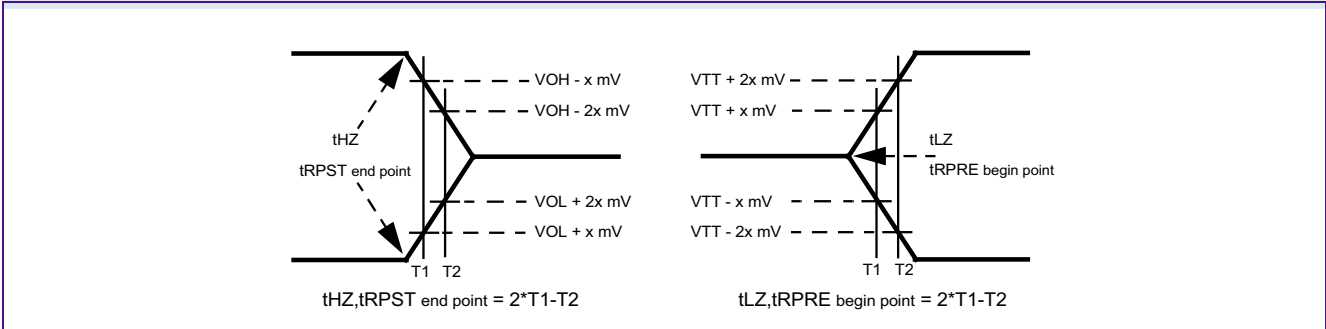 VOH - x mV
VOH - 2x mV
tHZ
tRPST end point
VOL + 2x mV
VOL + x mV
T1 T2
tHZ,tRPST end point = 2*T1-T2
VTT + 2x mV
VTT + x mV
tLZ
tRPRE begin point
VTT - x mV
VTT - 2x mV
T1 T2
tLZ,tRPRE begin point = 2*T1-T2